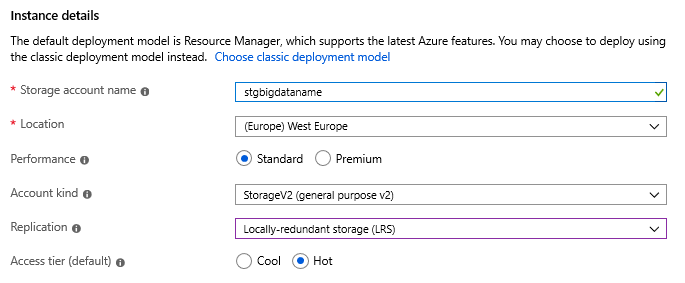 Instance details
The default deployment model is Resource Manager, which supports the latest Azure features. You may choose to deploy using
the classic deployment model instead. Choose classic deployment model
* Storage account name
stgbigdataname
* Location
(Europe) West Europe
Performance
Standard Premium
Account kind
StorageV2 (general purpose v2)
Replication
Locally-redundant storage (LRS)
Access tier (default)
Cool Hot